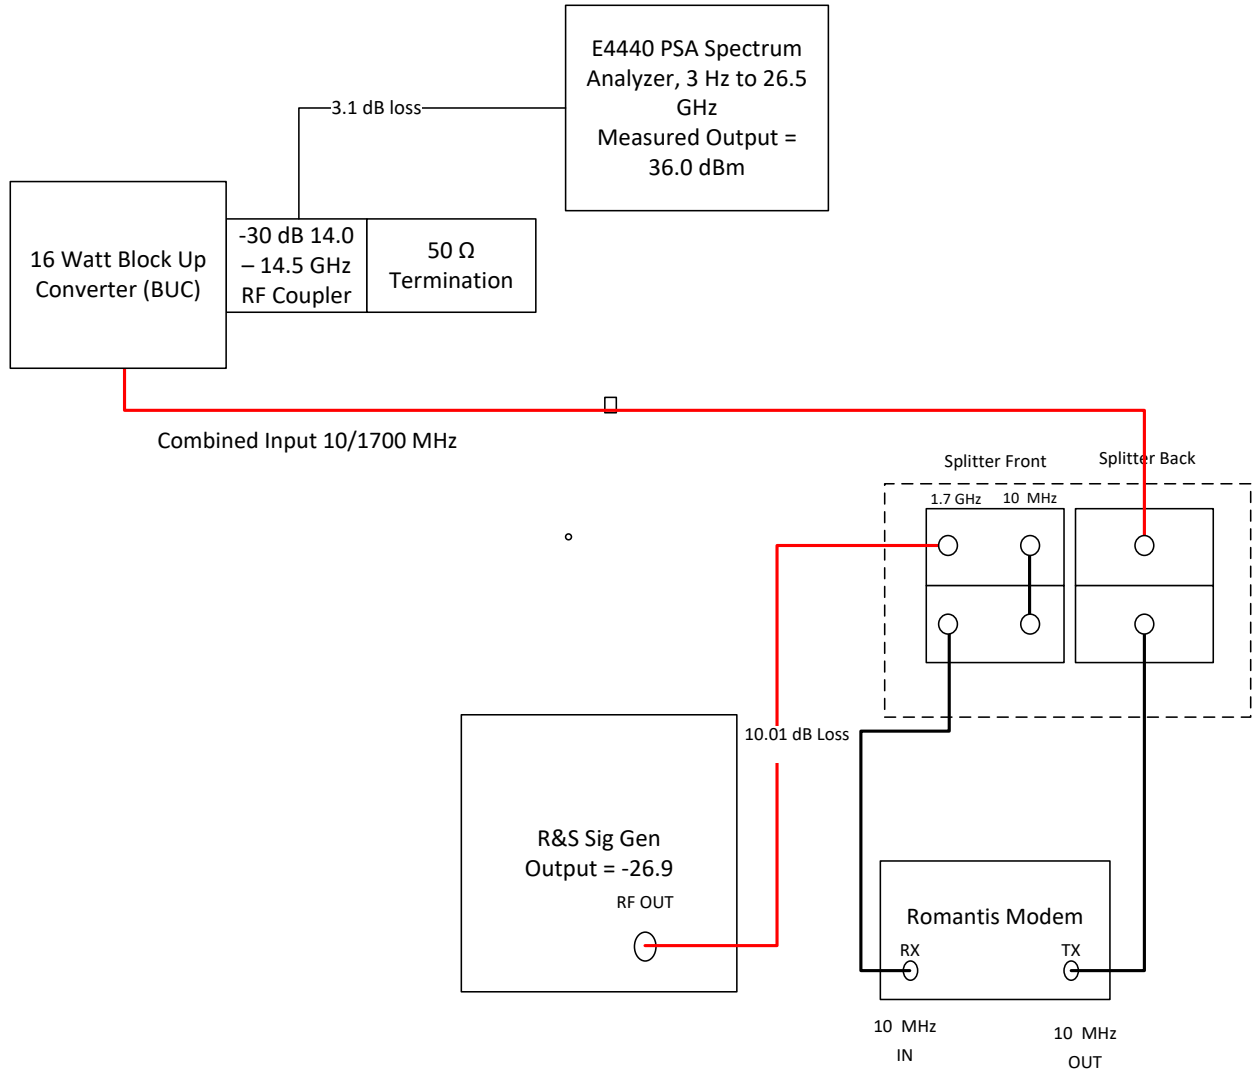 E4440 PSA Spectrum
Analyzer, 3 Hz to 26.5
GHz
Measured Output =
36.0 dBm
3.1 dB loss
16 Watt Block Up
Converter (BUC)
-30 dB 14.0
– 14.5 GHz
RF Coupler
50 Ω
Termination
Combined Input 10/1700 MHz
Splitter Front
Splitter Back
1.7 GHz
10 MHz
10.01 dB Loss
R&S Sig Gen
Output = -26.9
RF OUT
Romantis Modem
RX
TX
10 MHz
IN
10 MHz
OUT